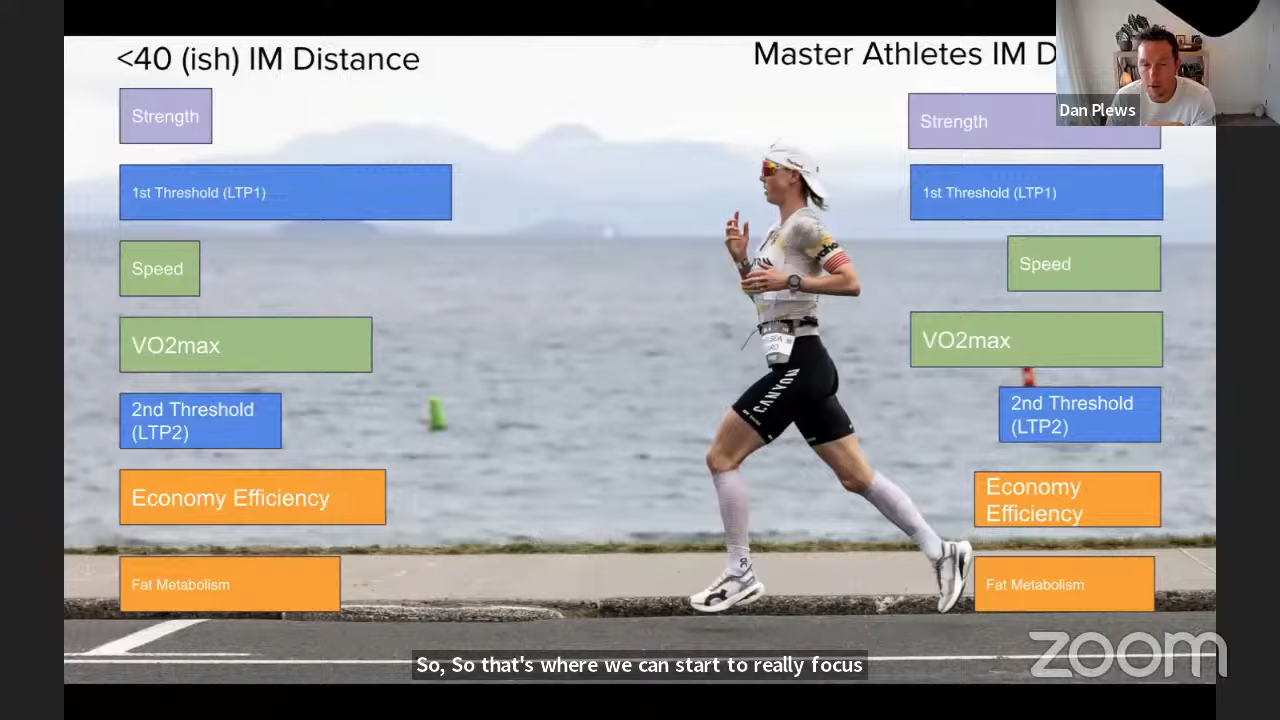 <40 (ish) IM Distance
Master Athletes IM D
Dan Plews
Strength
1st Threshold (LTP1)
Speed
VO2max
2nd Threshold
(LTP2)
Economy Efficiency
Fat Metabolism
Strength
1st Threshold (LTP1)
Speed
VO2max
2nd Threshold
(LTP2)
Economy
Efficiency
Fat Metabolism
CANYON
So, So that's where we can start to really focus
zoom